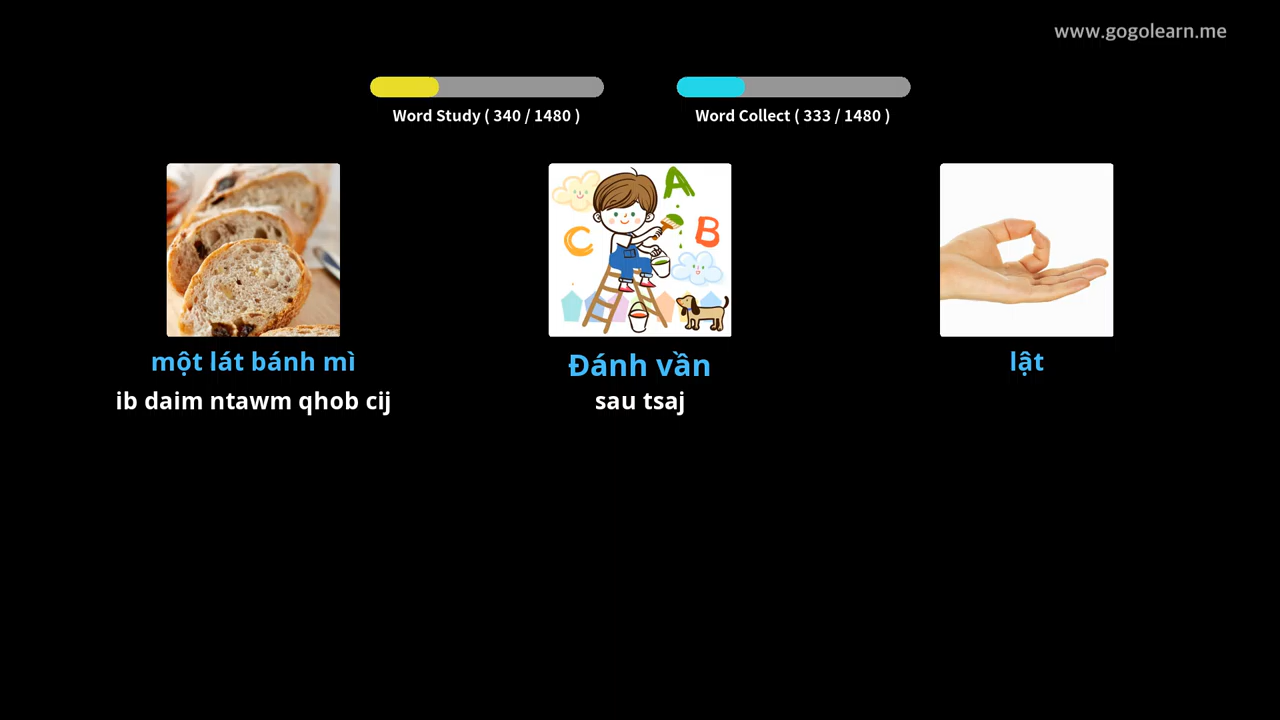 www.gogolearn.me
Word Study ( 340 / 1480 )
Word Collect ( 333 / 1480 )
A
B
C
một lát bánh mì
Đánh vần
lật
ib daim ntawm qhob cij
sau tsaj